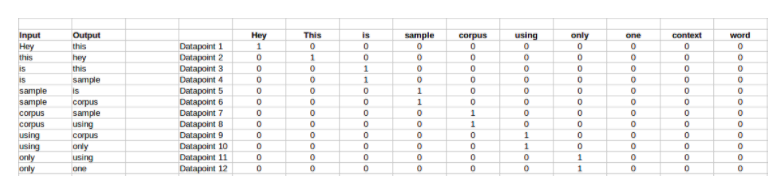 Input Output Hey This is sample corpus using only one context word
Hey this Datapoint 1 1 0 0 0 0 0 0 0 0 0
this hey Datapoint 2 0 1 0 0 0 0 0 0 0 0
is this Datapoint 3 0 0 1 0 0 0 0 0 0 0
is sample Datapoint 4 0 0 1 0 0 0 0 0 0 0
sample is Datapoint 5 0 0 0 1 0 0 0 0 0 0
sample corpus Datapoint 6 0 0 0 1 0 0 0 0 0 0
corpus sample Datapoint 7 0 0 0 0 1 0 0 0 0 0
corpus using Datapoint 8 0 0 0 0 1 0 0 0 0 0
using corpus Datapoint 9 0 0 0 0 0 1 0 0 0 0
using only Datapoint 10 0 0 0 0 0 1 0 0 0 0
only using Datapoint 11 0 0 0 0 0 0 1 0 0 0
only one Datapoint 12 0 0 0 0 0 0 1 0 0 0